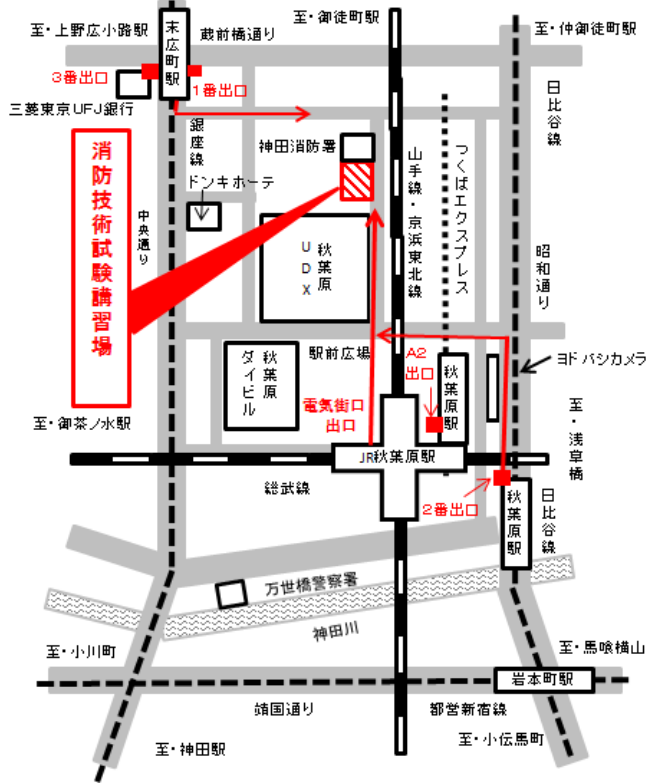 至・上野広小路駅
末広町駅
蔵前橋通り
至・御徒町駅
至・仲御徒町駅
3番出口
1番出口
三菱東京UFJ銀行
日比谷線
銀座線
神田消防署
山手線・京浜東北線
つくばエクスプレス
消防技術試験講習場
ドンキホーテ
中央通り
秋葉原
UDX
昭和通り
駅前広場
A2
出口
秋葉原
ダイビル
秋葉原駅
ヨドバシカメラ
電気街口
出口
至・御茶ノ水駅
至・浅草橋
JR秋葉原駅
総武線
2番出口
秋葉原駅
日比谷線
万世橋警察署
神田川
至・小川町
至・馬喰横山
岩本町駅
靖国通り
都営新宿線
至・神田駅
至・小伝馬町